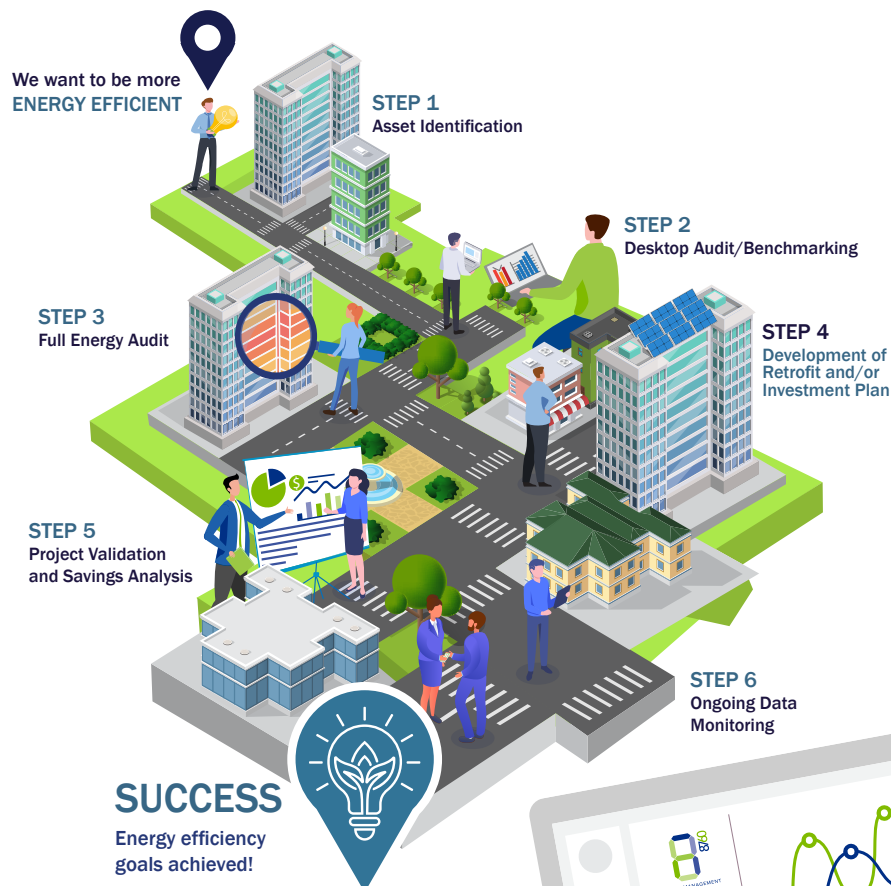 We want to be more
ENERGY EFFICIENT
STEP 1
Asset Identification
STEP 2
Desktop Audit/Benchmarking
STEP 3
Full Energy Audit
STEP 4
Development of
Retrofit and/or
Investment Plan
$
STEP 5
Project Validation
and Savings Analysis
STEP 6
Ongoing Data
Monitoring
SUCCESS
Energy efficiency
goals achieved!